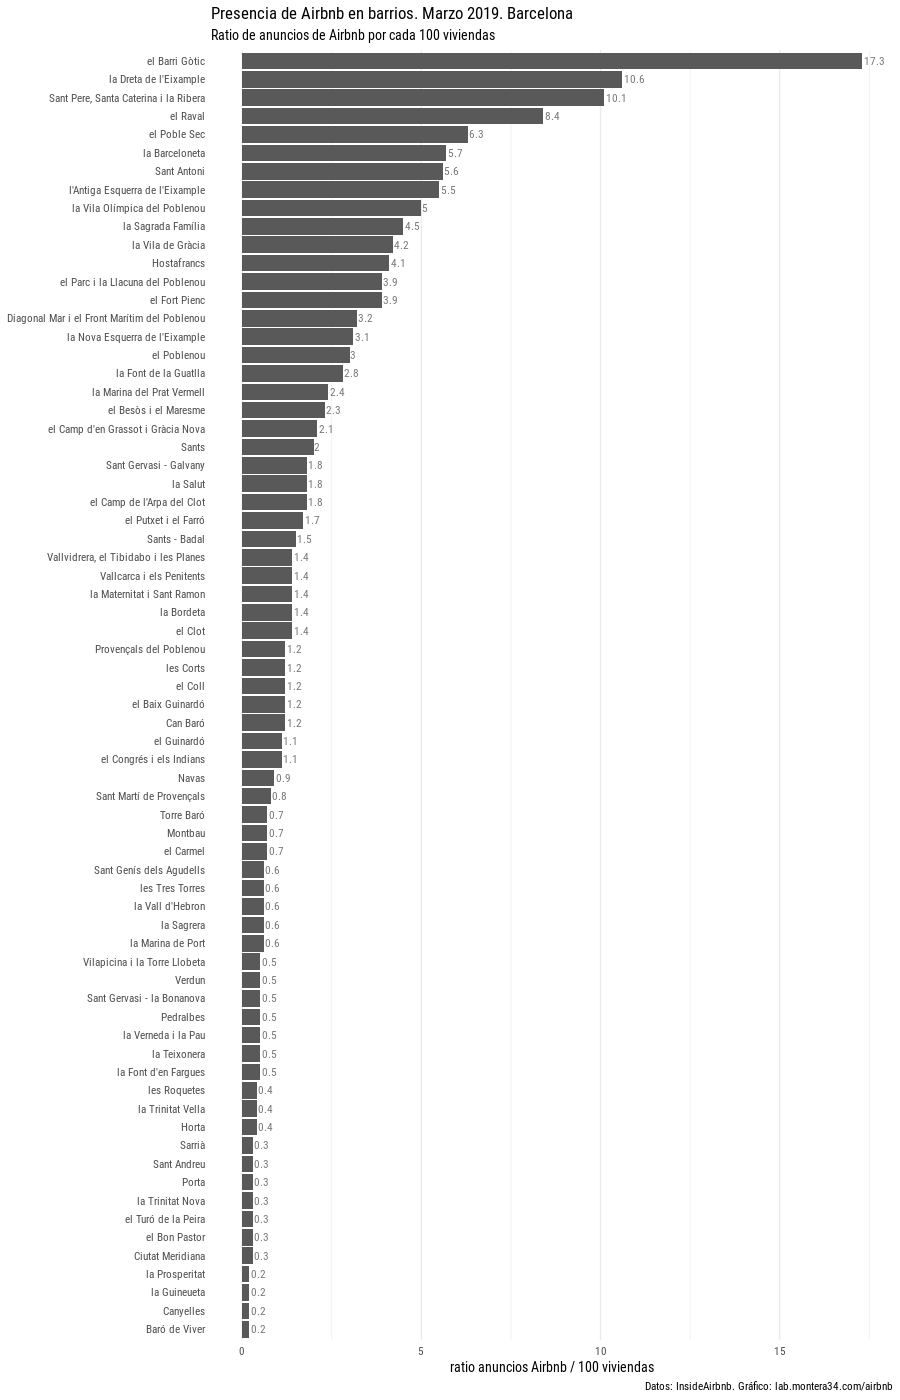 Presencia de Airbnb en barrios. Marzo 2019. Barcelona
Ratio de anuncios de Airbnb por cada 100 viviendas
el Barri Gòtic 17.3
la Dreta de l'Eixample 10.6
Sant Pere, Santa Caterina i la Ribera 10.1
el Raval 8.4
el Poble Sec 6.3
la Barceloneta 5.7
Sant Antoni 5.6
l'Antiga Esquerra de l'Eixample 5.5
la Vila Olímpica del Poblenou 5
la Sagrada Família 4.5
la Vila de Gràcia 4.2
Hostafrancs 4.1
el Parc i la Llacuna del Poblenou 3.9
el Fort Pienc 3.9
Diagonal Mar i el Front Marítim del Poblenou 3.2
la Nova Esquerra de l'Eixample 3.1
el Poblenou 3
la Font de la Guatlla 2.8
la Marina del Prat Vermell 2.4
el Besòs i el Maresme 2.3
el Camp d'en Grassot i Gràcia Nova 2.1
Sants 2
Sant Gervasi - Galvany 1.8
la Salut 1.8
el Camp de l'Arpa del Clot 1.8
el Putxet i el Farró 1.7
Sants - Badal 1.5
Vallvidrera, el Tibidabo i les Planes 1.4
Vallcarca i els Penitents 1.4
la Maternitat i Sant Ramon 1.4
la Bordeta 1.4
el Clot 1.4
Provençals del Poblenou 1.2
les Corts 1.2
el Coll 1.2
el Baix Guinardó 1.2
Can Baró 1.2
el Guinardó 1.1
el Congrés i els Indians 1.1
Navas 0.9
Sant Martí de Provençals 0.8
Torre Baró 0.7
Montbau 0.7
el Carmel 0.7
Sant Genís dels Agudells 0.6
les Tres Torres 0.6
la Vall d'Hebron 0.6
la Sagrera 0.6
la Marina de Port 0.6
Vilapicina i la Torre Llobeta 0.5
Verdun 0.5
Sant Gervasi - la Bonanova 0.5
Pedralbes 0.5
la Verneda i la Pau 0.5
la Teixonera 0.5
la Font d'en Fargues 0.5
les Roquetes 0.4
la Trinitat Vella 0.4
Horta 0.4
Sarrià 0.3
Sant Andreu 0.3
Porta 0.3
la Trinitat Nova 0.3
el Turó de la Peira 0.3
el Bon Pastor 0.3
Ciutat Meridiana 0.3
la Prosperitat 0.2
la Guineueta 0.2
Canyelles 0.2
Baró de Viver 0.2
0 5 10 15
ratio anuncios Airbnb / 100 viviendas
Datos: InsideAirbnb. Gráfico: lab.montera34.com/airbnb